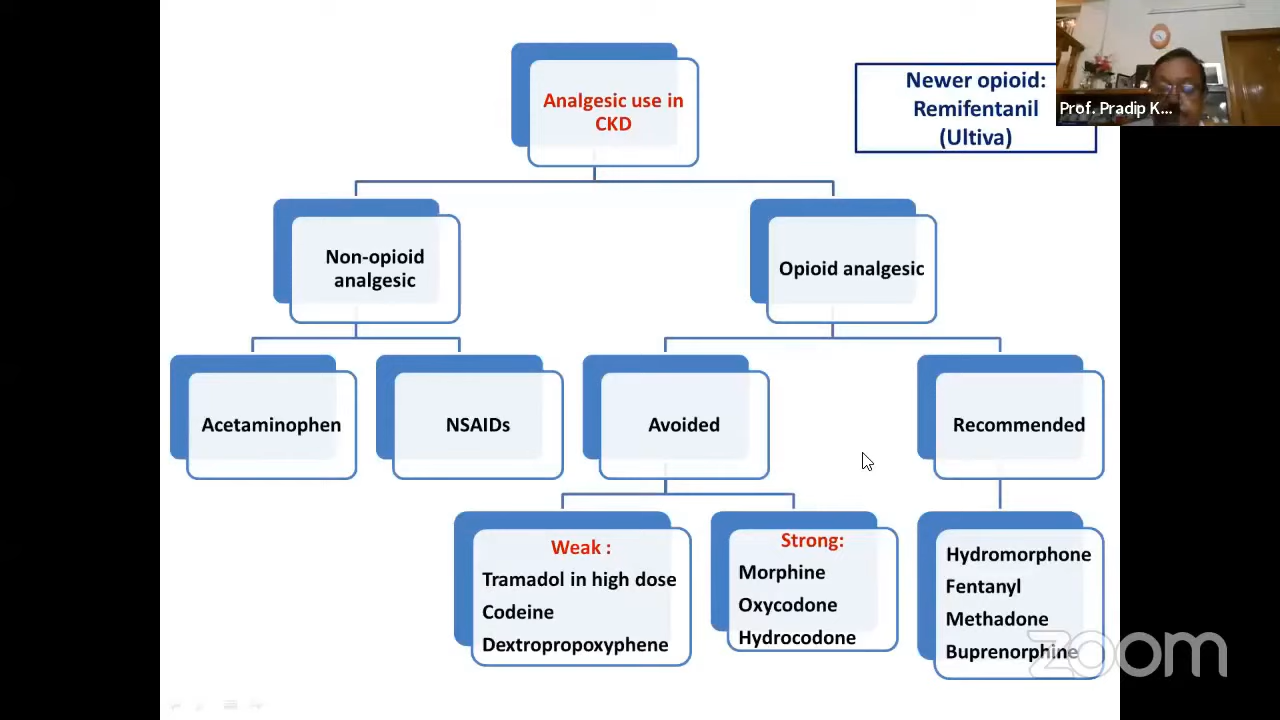 Analgesic use in
CKD
Newer opioid:
Remifentanil
(Ultiva)
Prof. Pradip K...
Non-opioid
analgesic
Opioid analgesic
Acetaminophen
NSAIDs
Avoided
Recommended
Weak :
Tramadol in high dose
Codeine
Dextropropoxyphene
Strong:
Morphine
Oxycodone
Hydrocodone
Hydromorphone
Fentanyl
Methadone
Buprenorphine
zoom